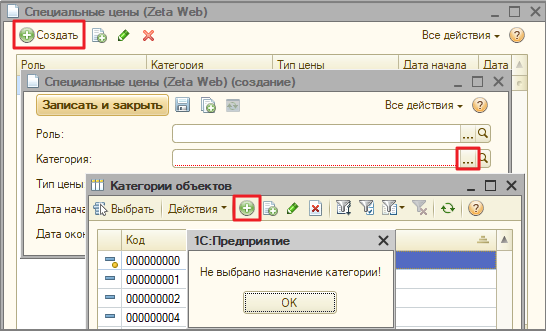 Специальные цены (Zeta Web)
Создать
Все действия
Роль Категория Тип цены Дата начала Дата
Специальные цены (Zeta Web) (создание)
Записать и закрыть
Все действия
Роль:
Категория:
Тип цены
Дата нача
Дата окон
Категории объектов
Выбрать Действия
Код
000000000
000000001
000000002
000000004
1С:Предприятие
Не выбрано назначение категории!
OK